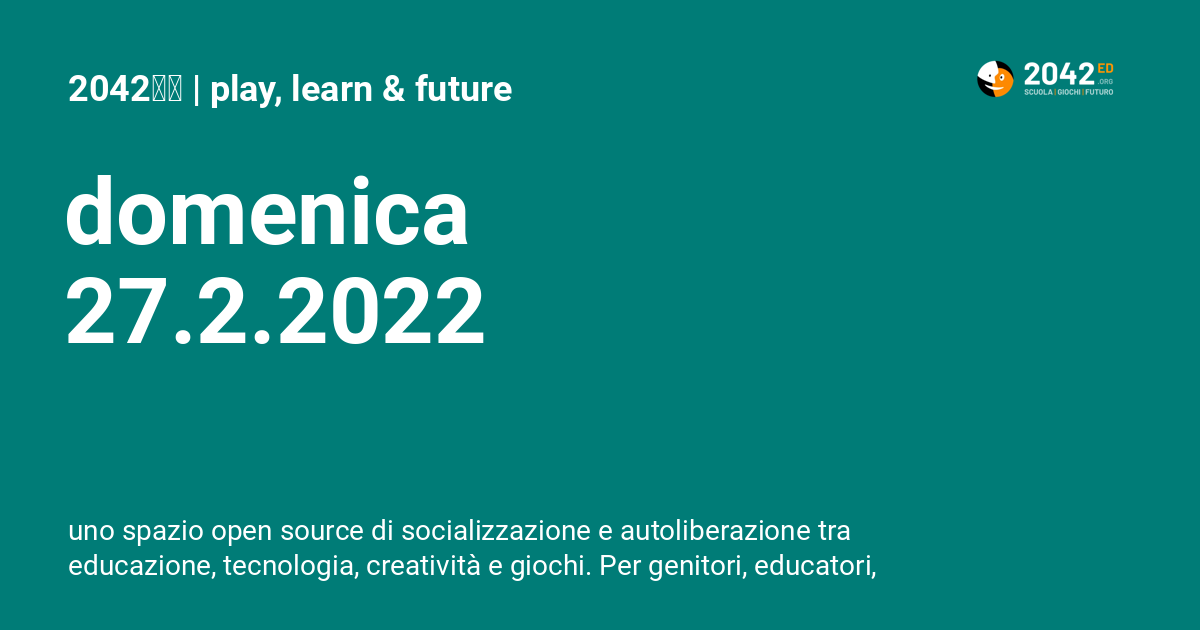 2042 | play, learn & future
2042 ED
.ORG
SCUOLA | GIOCHI | FUTURO
domenica
27.2.2022
uno spazio open source di socializzazione e autoliberazione tra
educazione, tecnologia, creatività e giochi. Per genitori, educatori,